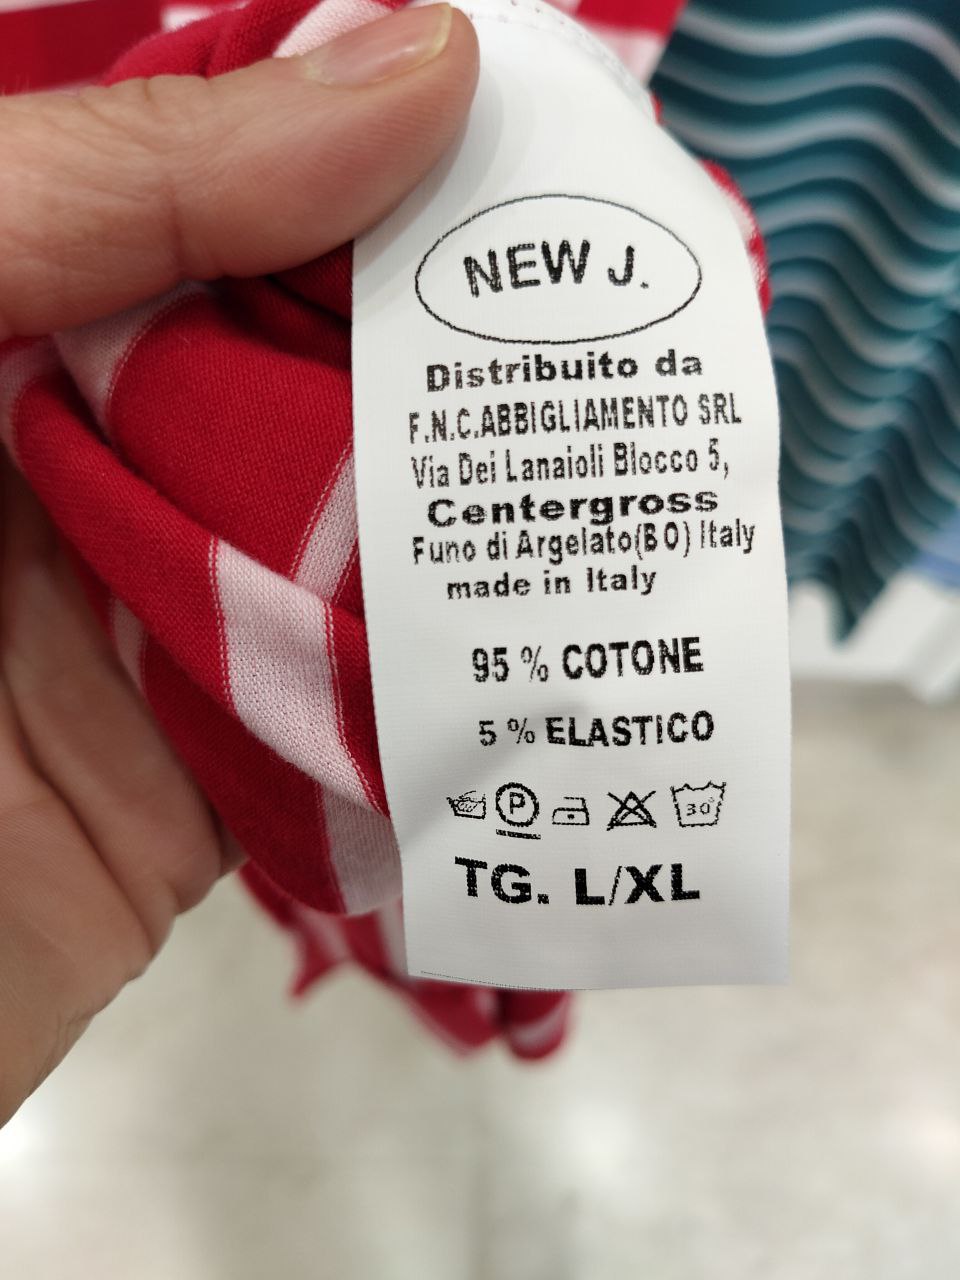 NEW J.
Distribuito da
F.N.C.ABBIGLIAMENTO SRL
Via Dei Lanaioli Blocco 5,
Centergross
Funo di Argelato(BO) Italy
made in Italy
95 % COTONE
5 % ELASTICO
P 30°
TG. L/XL